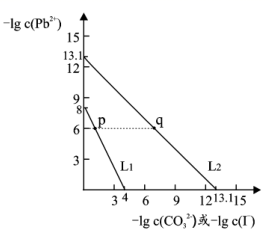 -lg c(Pb²⁺)
15
13.1
12
9
8
p
q
6
3
L₁
L₂
3 4 6 9 12 13.1 15
-lg c(CO₃²⁻)或-lg c(I⁻)